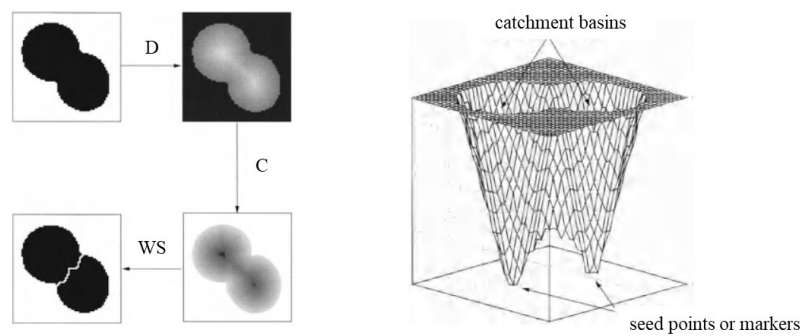 D
C
WS
catchment basins
seed points or markers